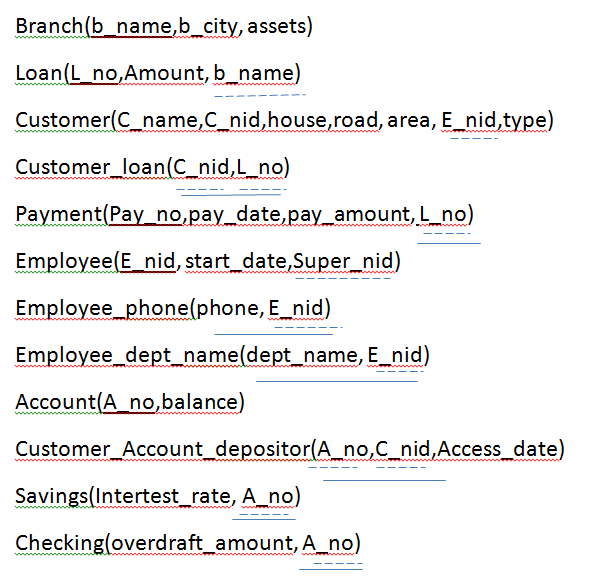 Branch(b_name,b_city, assets)
Loan(L_no,Amount, b_name)
Customer(C_name,C_nid,house,road, area, E_nid,type)
Customer_loan(C_nid,L_no)
Payment(Pay_no,pay_date,pay_amount,L_no)
Employee(E_nid, start_date,Super_nid)
Employee_phone(phone, E_nid)
Employee_dept_name(dept_name, E_nid)
Account(A_no,balance)
Customer_Account_depositor(A_no,C_nid,Access_date)
Savings(Intertest_rate, A_no)
Checking(overdraft_amount, A_no)